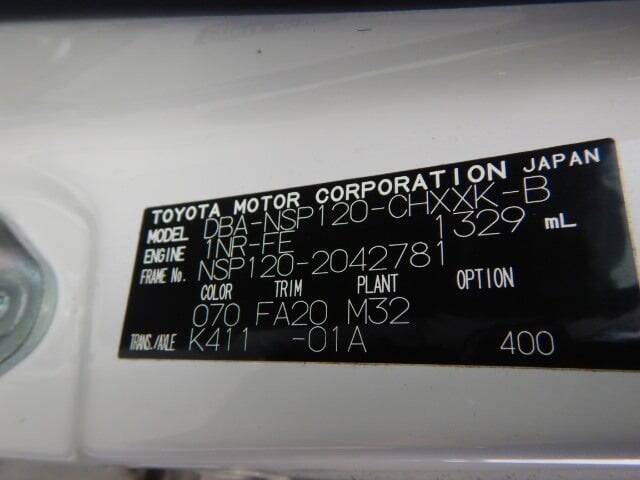 TOYOTA MOTOR CORPORATION JAPAN
MODEL DBA-NSP120-CHXXK-B
ENGINE 1NR-FE 1329 mL
FRAME No. NSP120-2042781
COLOR TRIM PLANT OPTION
070 FA20 M32
TRANS./AXLE K411 -01A 400